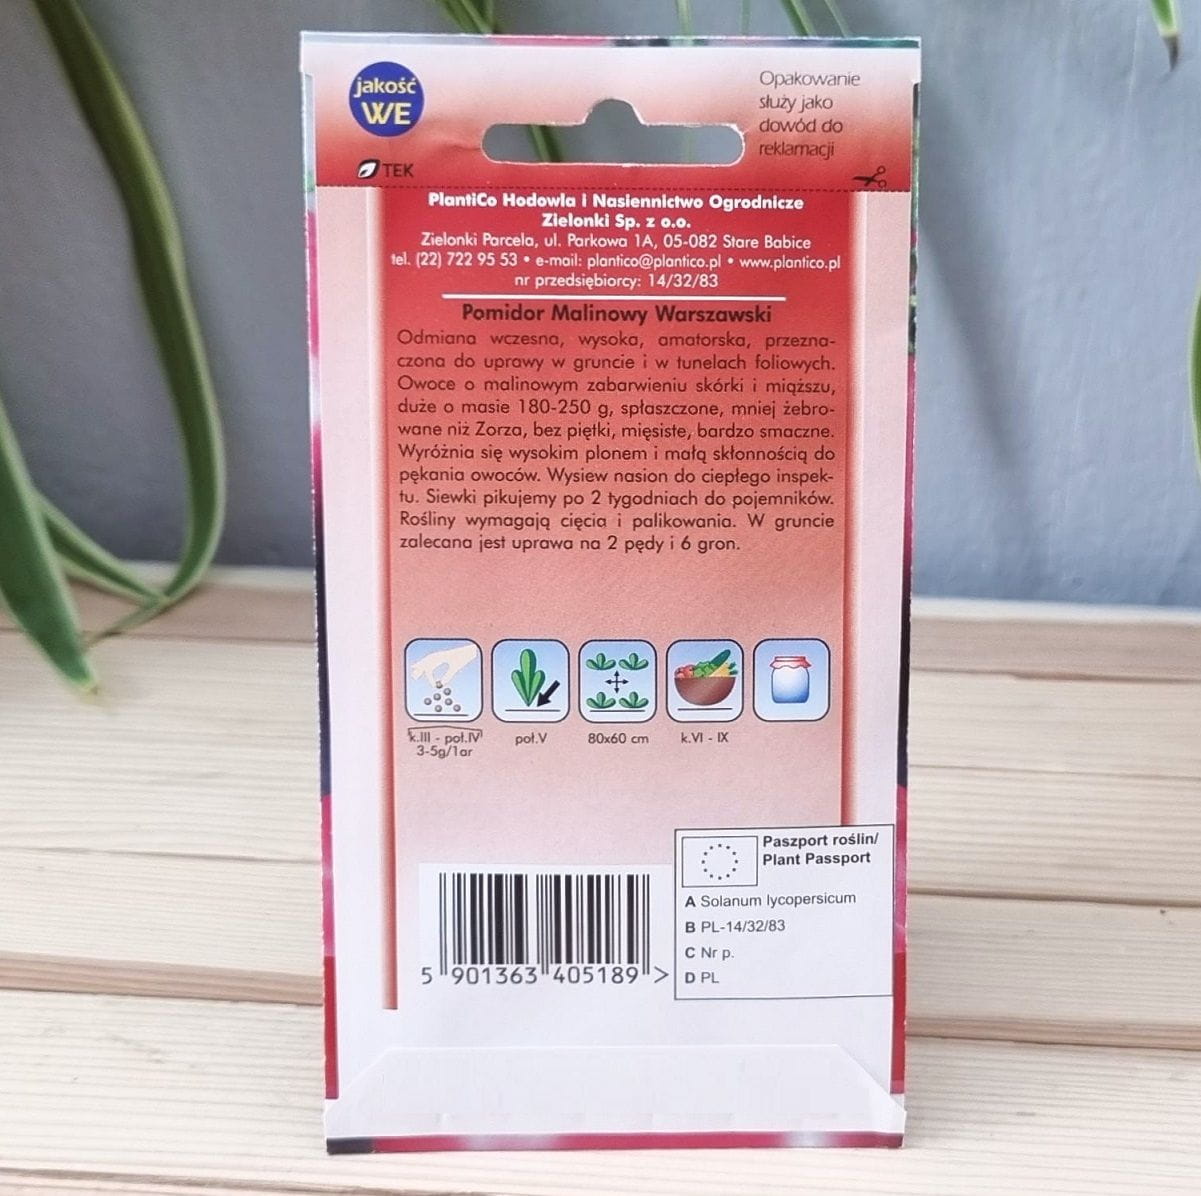 jakość
WE
TEK
Opakowanie
służy jako
dowód do
reklamacji
PlantiCo Hodowla i Nasiennictwo Ogrodnicze
Zielonki Sp. z o.o.
Zielonki Parcela, ul. Parkowa 1A, 05-082 Stare Babice
tel. (22) 722 95 53 • e-mail: plantico@plantico.pl • www.plantico.pl
nr przedsiębiorcy: 14/32/83
Pomidor Malinowy Warszawski
Odmiana wczesna, wysoka, amatorska, przezna-
czona do uprawy w gruncie i w tunelach foliowych.
Owoce o malinowym zabarwieniu skórki i miąższu,
duże o masie 180-250 g, spłaszczone, mniej żebro-
wane niż Zorza, bez piętki, mięsiste, bardzo smaczne.
Wyróżnia się wysokim plonem i małą skłonnością do
pękania owoców. Wysiew nasion do ciepłego inspek-
tu. Siewki pikujemy po 2 tygodniach do pojemników.
Rośliny wymagają cięcia i palikowania. W gruncie
zalecana jest uprawa na 2 pędy i 6 gron.
k.III - poł.IV
3-5g/1ar
poł.V
80x60 cm
k.VI - IX
Paszport roślin/
Plant Passport
A Solanum lycopersicum
B PL-14/32/83
C Nr p.
D PL
5 901363 405189 >